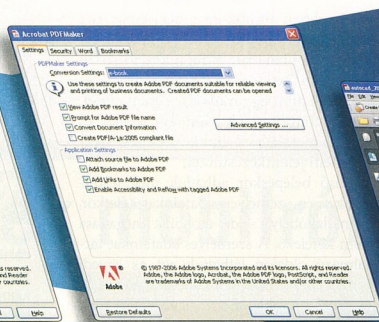 Acrobat PDFMaker
Settings Security Word Bookmarks
PDFMaker Settings
Conversion Settings: e-book
Use these settings to create Adobe PDF documents suitable for reliable viewing
and printing of business documents. Created PDF documents can be opened
View Adobe PDF result
Prompt for Adobe PDF file name
Convert Document Information
Advanced Settings ...
Create PDF/A-1a:2005 compliant file
Application Settings
Attach source file to Adobe PDF
Add Bookmarks to Adobe PDF
Add Links to Adobe PDF
Enable Accessibility and Reflow with tagged Adobe PDF
Adobe
© 1987-2006 Adobe Systems Incorporated and its licensors. All rights reserved.
Adobe, the Adobe logo, Acrobat, the Adobe PDF logo, PostScript, and Reader
are trademarks of Adobe Systems in the United States and/or other countries.
Restore Defaults OK Cancel Help
s reserved.
nd Reader
r countries.
Help
File Edit View
Create